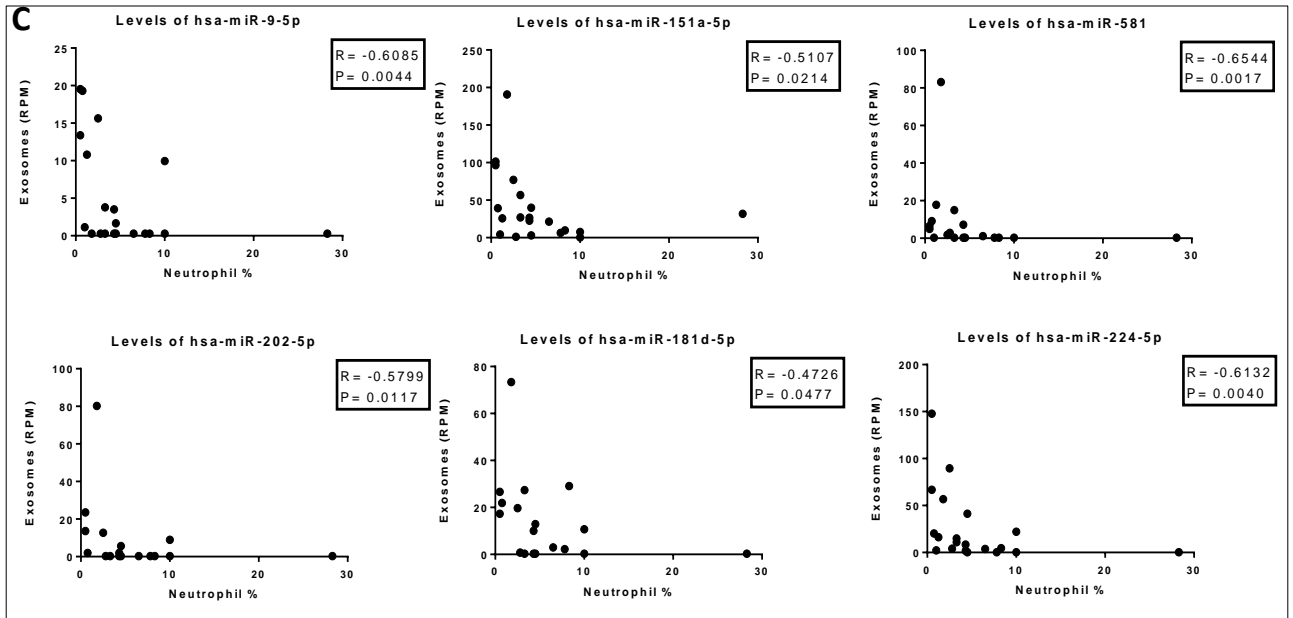 C
Levels of hsa-miR-9-5p
R= -0.6085
P= 0.0044
Exosomes (RPM)
25
20
15
10
5
0
0 10 20 30
Neutrophil %
Levels of hsa-miR-151a-5p
R= -0.5107
P= 0.0214
Exosomes (RPM)
250
200
150
100
50
0
0 10 20 30
Neutrophil %
Levels of hsa-miR-581
R= -0.6544
P= 0.0017
Exosomes (RPM)
100
80
60
40
20
0
0 10 20 30
Neutrophil %
Levels of hsa-miR-202-5p
R= -0.5799
P= 0.0117
Exosomes (RPM)
100
80
60
40
20
0
0 10 20 30
Neutrophil %
Levels of hsa-miR-181d-5p
R= -0.4726
P= 0.0477
Exosomes (RPM)
80
60
40
20
0
0 10 20 30
Neutrophil %
Levels of hsa-miR-224-5p
R= -0.6132
P= 0.0040
Exosomes (RPM)
200
150
100
50
0
0 10 20 30
Neutrophil %